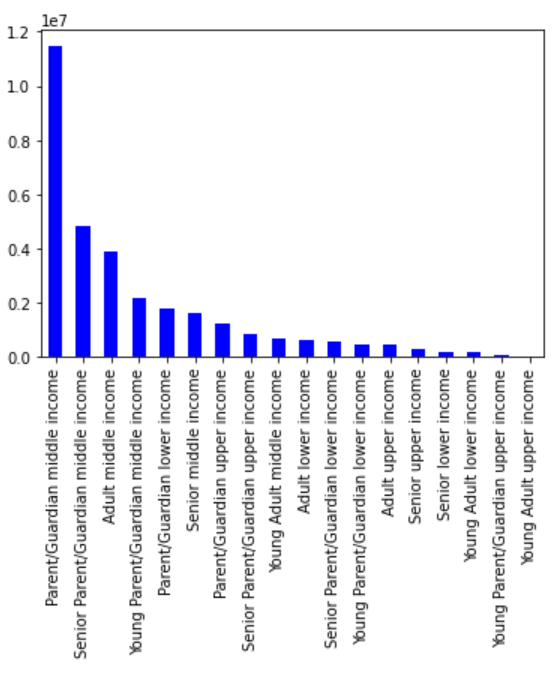 1e7
1.2
1.0
0.8
0.6
0.4
0.2
0.0
Parent/Guardian middle income
Senior Parent/Guardian middle income
Adult middle income
Young Parent/Guardian middle income
Parent/Guardian lower income
Senior middle income
Parent/Guardian upper income
Senior Parent/Guardian upper income
Young Adult middle income
Adult lower income
Senior Parent/Guardian lower income
Young Parent/Guardian lower income
Adult upper income
Senior upper income
Senior lower income
Young Adult lower income
Young Parent/Guardian upper income
Young Adult upper income